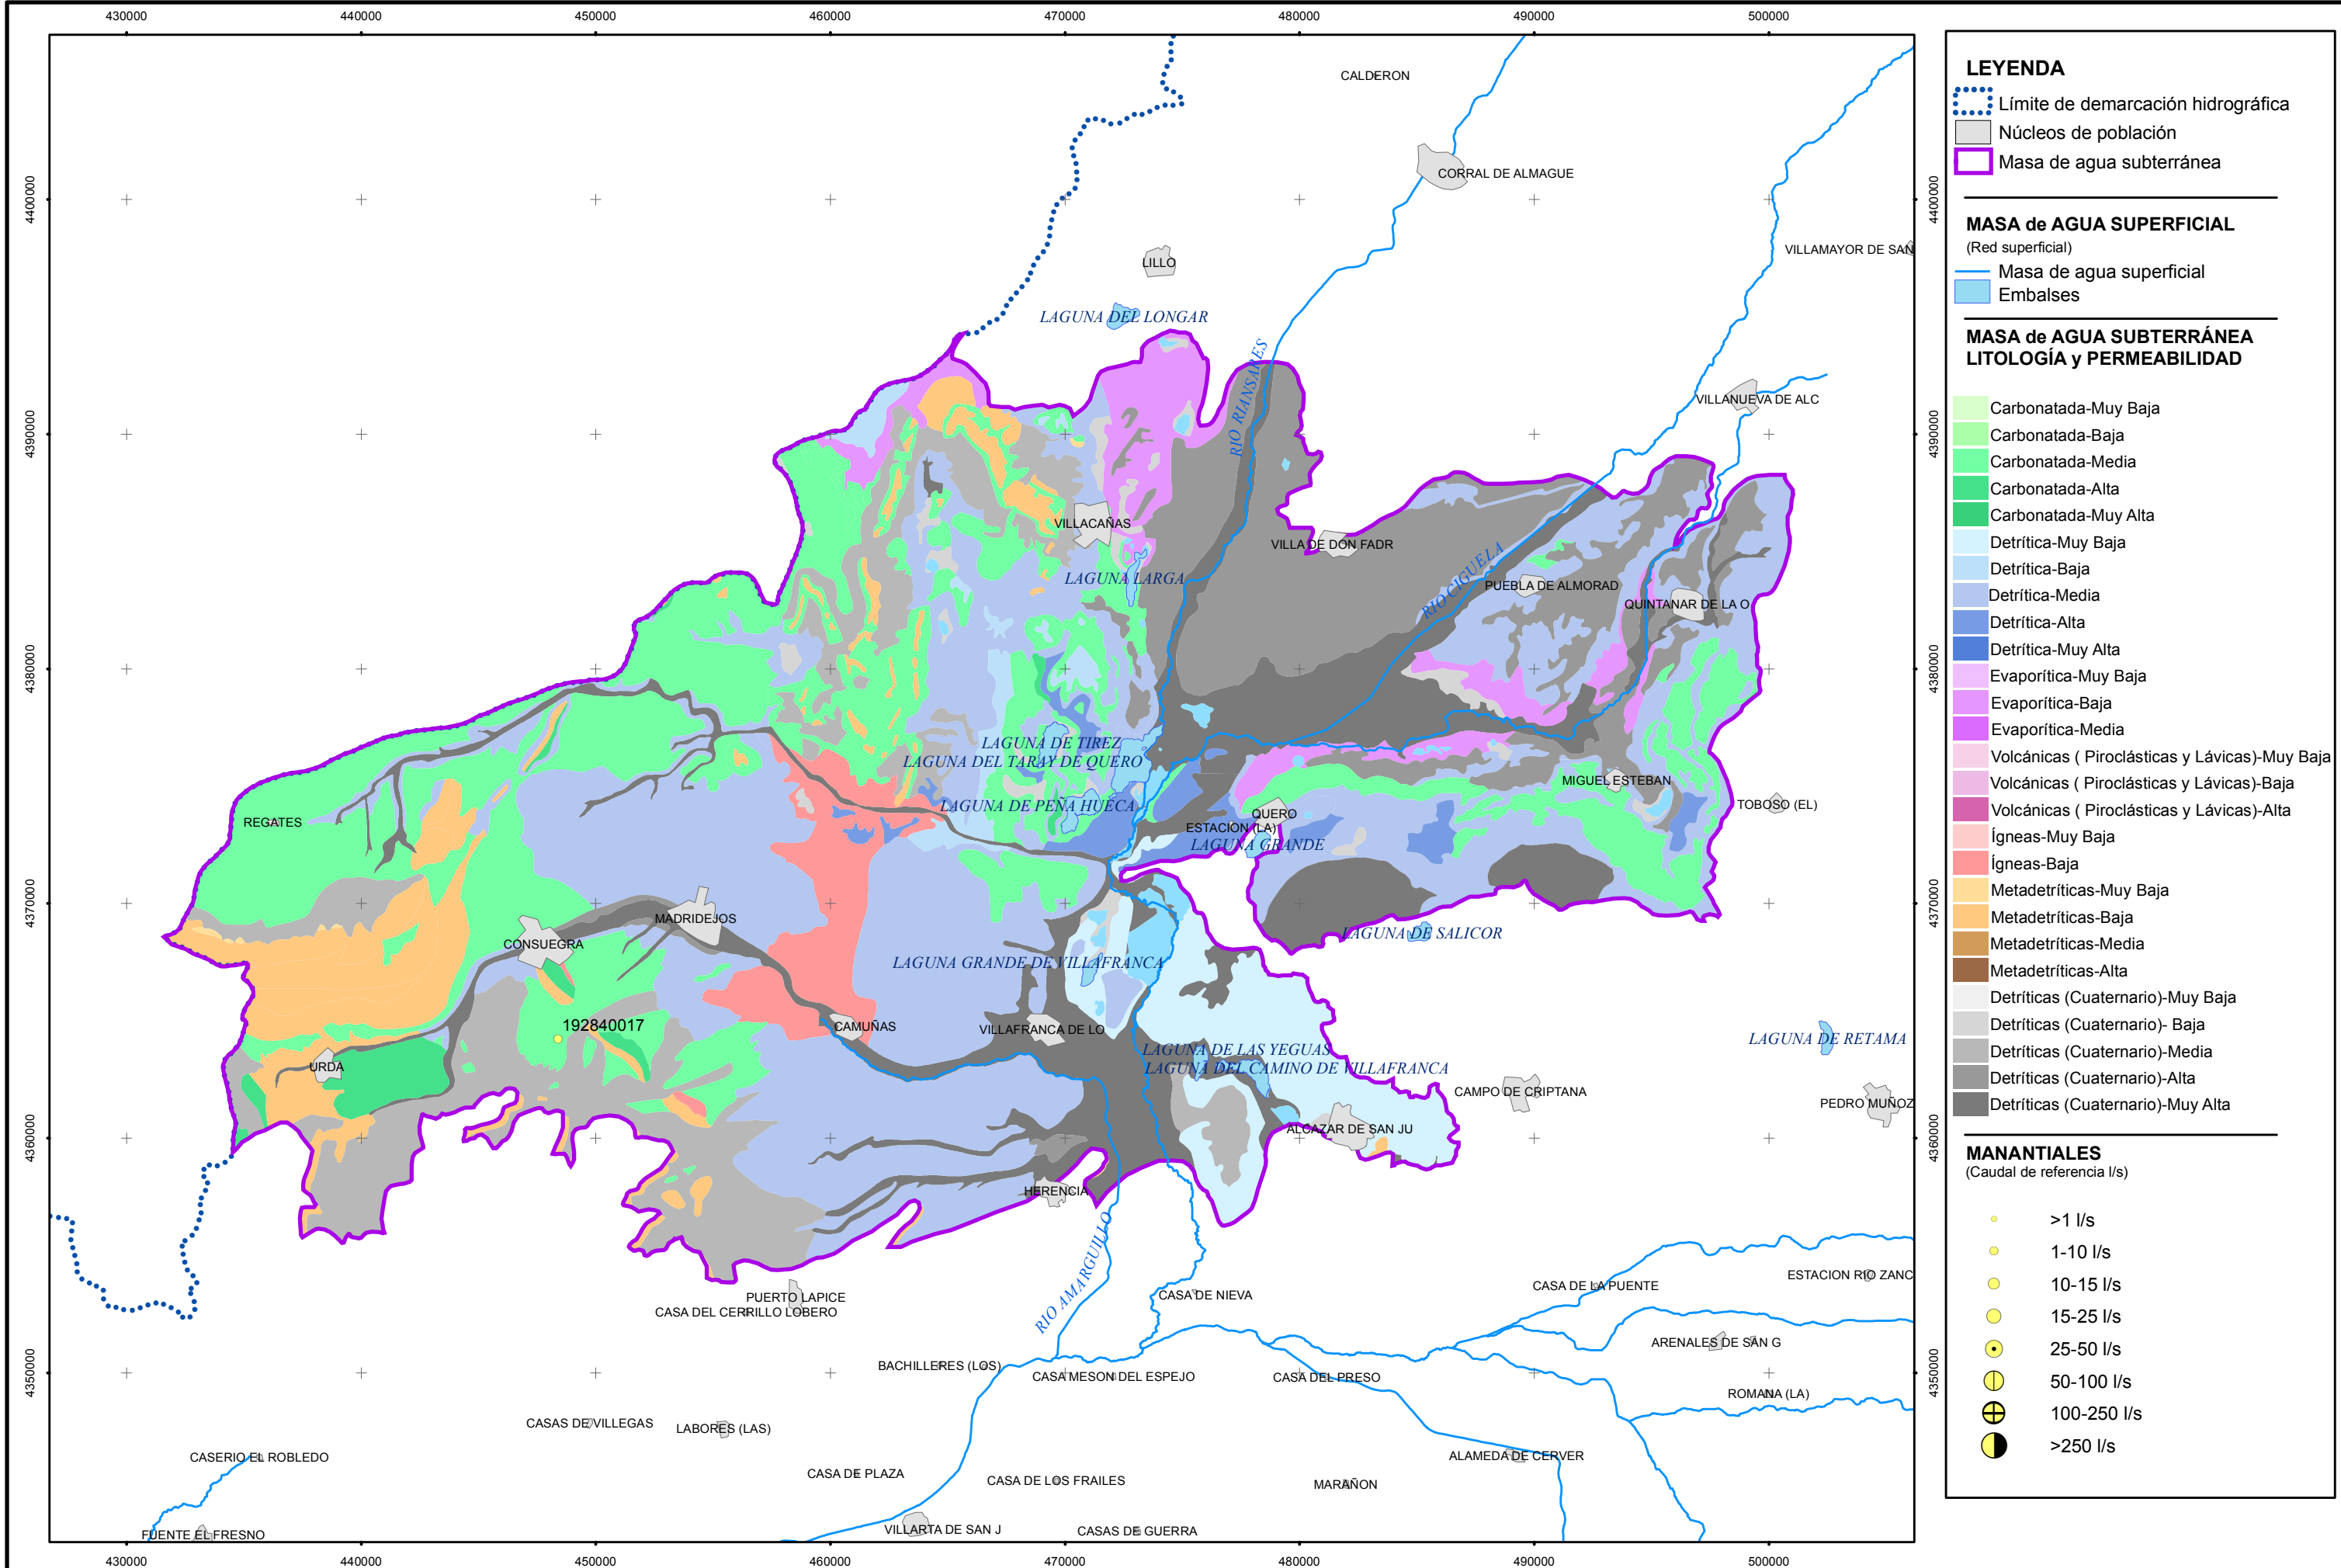 430000 440000 450000 460000 470000 480000 490000 500000
CALDERON
CORRAL DE ALMAGUE
4400000
4400000
VILLAMAYOR DE SAN
LILLO
LAGUNA DEL LONGAR
RIO RIANSARES
VILLANUEVA DE ALC
4390000
4390000
VILLACAÑAS
VILLA DE DON FADR
LAGUNA LARGA
RIO CIGUELA
PUEBLA DE ALMORAD
QUINTANAR DE LA O
4380000
4380000
LAGUNA DE TIREZ
LAGUNA DEL TARAY DE QUERO
MIGUEL ESTEBAN
LAGUNA DE PEÑA HUECA
TOBOSO (EL)
QUERO
REGATES
ESTACION (LA)
LAGUNA GRANDE
4370000
4370000
MADRIDEJOS
CONSUEGRA
LAGUNA DE SALICOR
LAGUNA GRANDE DE VILLAFRANCA
192840017
CAMUÑAS
VILLAFRANCA DE LO
LAGUNA DE RETAMA
LAGUNA DE LAS YEGUAS
URDA
LAGUNA DEL CAMINO DE VILLAFRANCA
CAMPO DE CRIPTANA
PEDRO MUÑOZ
ALCAZAR DE SAN JU
4360000
4360000
HERENCIA
RIO AMARGUILLO
ESTACION RIO ZANC
CASA DE LA PUENTE
CASA DE NIEVA
PUERTO LAPICE
CASA DEL CERRILLO LOBERO
ARENALES DE SAN G
BACHILLERES (LOS)
CASA MESON DEL ESPEJO
CASA DEL PRESO
4350000
4350000
ROMANA (LA)
CASAS DE VILLEGAS
LABORES (LAS)
CASERIO EL ROBLEDO
ALAMEDA DE CERVER
CASA DE PLAZA
CASA DE LOS FRAILES
MARAÑON
FUENTE EL FRESNO
VILLARTA DE SAN J
CASAS DE GUERRA
430000 440000 450000 460000 470000 480000 490000 500000
LEYENDA
Límite de demarcación hidrográfica
Núcleos de población
Masa de agua subterránea
MASA de AGUA SUPERFICIAL
(Red superficial)
Masa de agua superficial
Embalses
MASA de AGUA SUBTERRÁNEA
LITOLOGÍA y PERMEABILIDAD
Carbonatada-Muy Baja
Carbonatada-Baja
Carbonatada-Media
Carbonatada-Alta
Carbonatada-Muy Alta
Detrítica-Muy Baja
Detrítica-Baja
Detrítica-Media
Detrítica-Alta
Detrítica-Muy Alta
Evaporítica-Muy Baja
Evaporítica-Baja
Evaporítica-Media
Volcánicas ( Piroclásticas y Lávicas)-Muy Baja
Volcánicas ( Piroclásticas y Lávicas)-Baja
Volcánicas ( Piroclásticas y Lávicas)-Alta
Ígneas-Muy Baja
Ígneas-Baja
Metadetríticas-Muy Baja
Metadetríticas-Baja
Metadetríticas-Media
Metadetríticas-Alta
Detríticas (Cuaternario)-Muy Baja
Detríticas (Cuaternario)- Baja
Detríticas (Cuaternario)-Media
Detríticas (Cuaternario)-Alta
Detríticas (Cuaternario)-Muy Alta
MANANTIALES
(Caudal de referencia l/s)
>1 l/s
1-10 l/s
10-15 l/s
15-25 l/s
25-50 l/s
50-100 l/s
100-250 l/s
>250 l/s